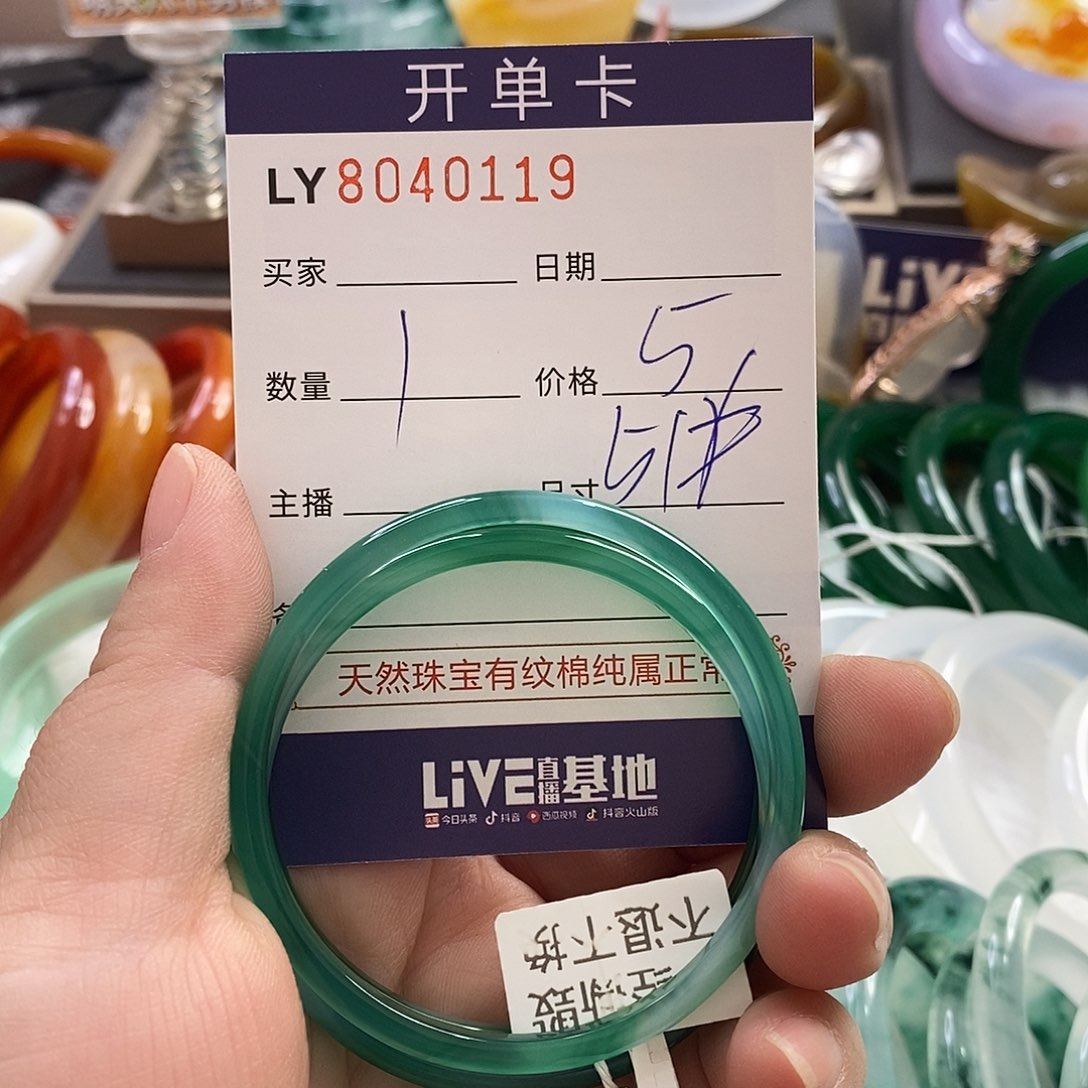 开单卡
LY8040119
买家 日期
数量 1 价格 5
主播 尺寸
天然珠宝有纹棉纯属正常
LiVE直播基地
今日头条 抖音 西瓜视频 抖音火山版
不退不换
LiVE